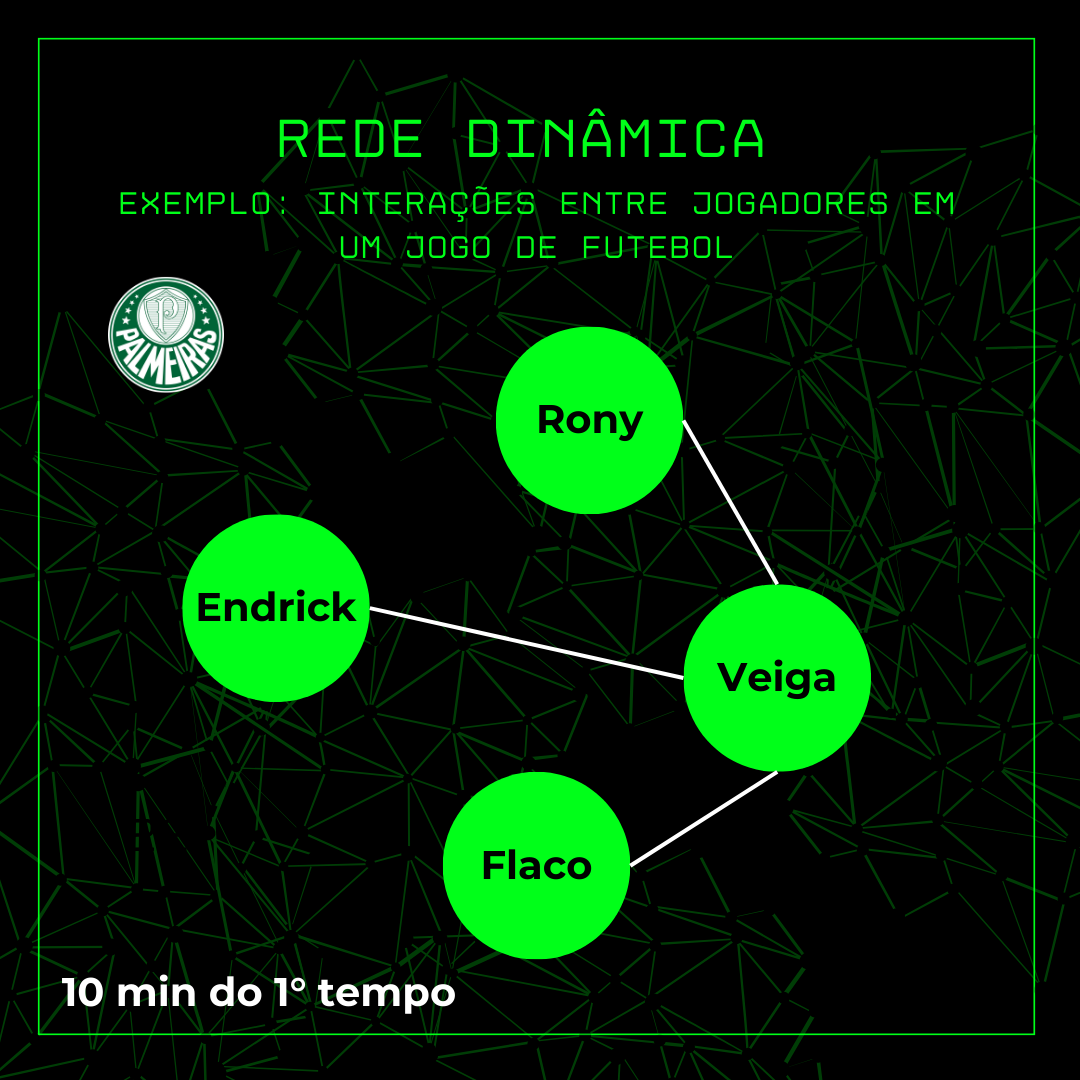 REDE DINÂMICA
EXEMPLO: INTERAÇÕES ENTRE JOGADORES EM
UM JOGO DE FUTEBOL
P
PALMEIRAS
Rony
Endrick
Veiga
Flaco
10 min do 1° tempo